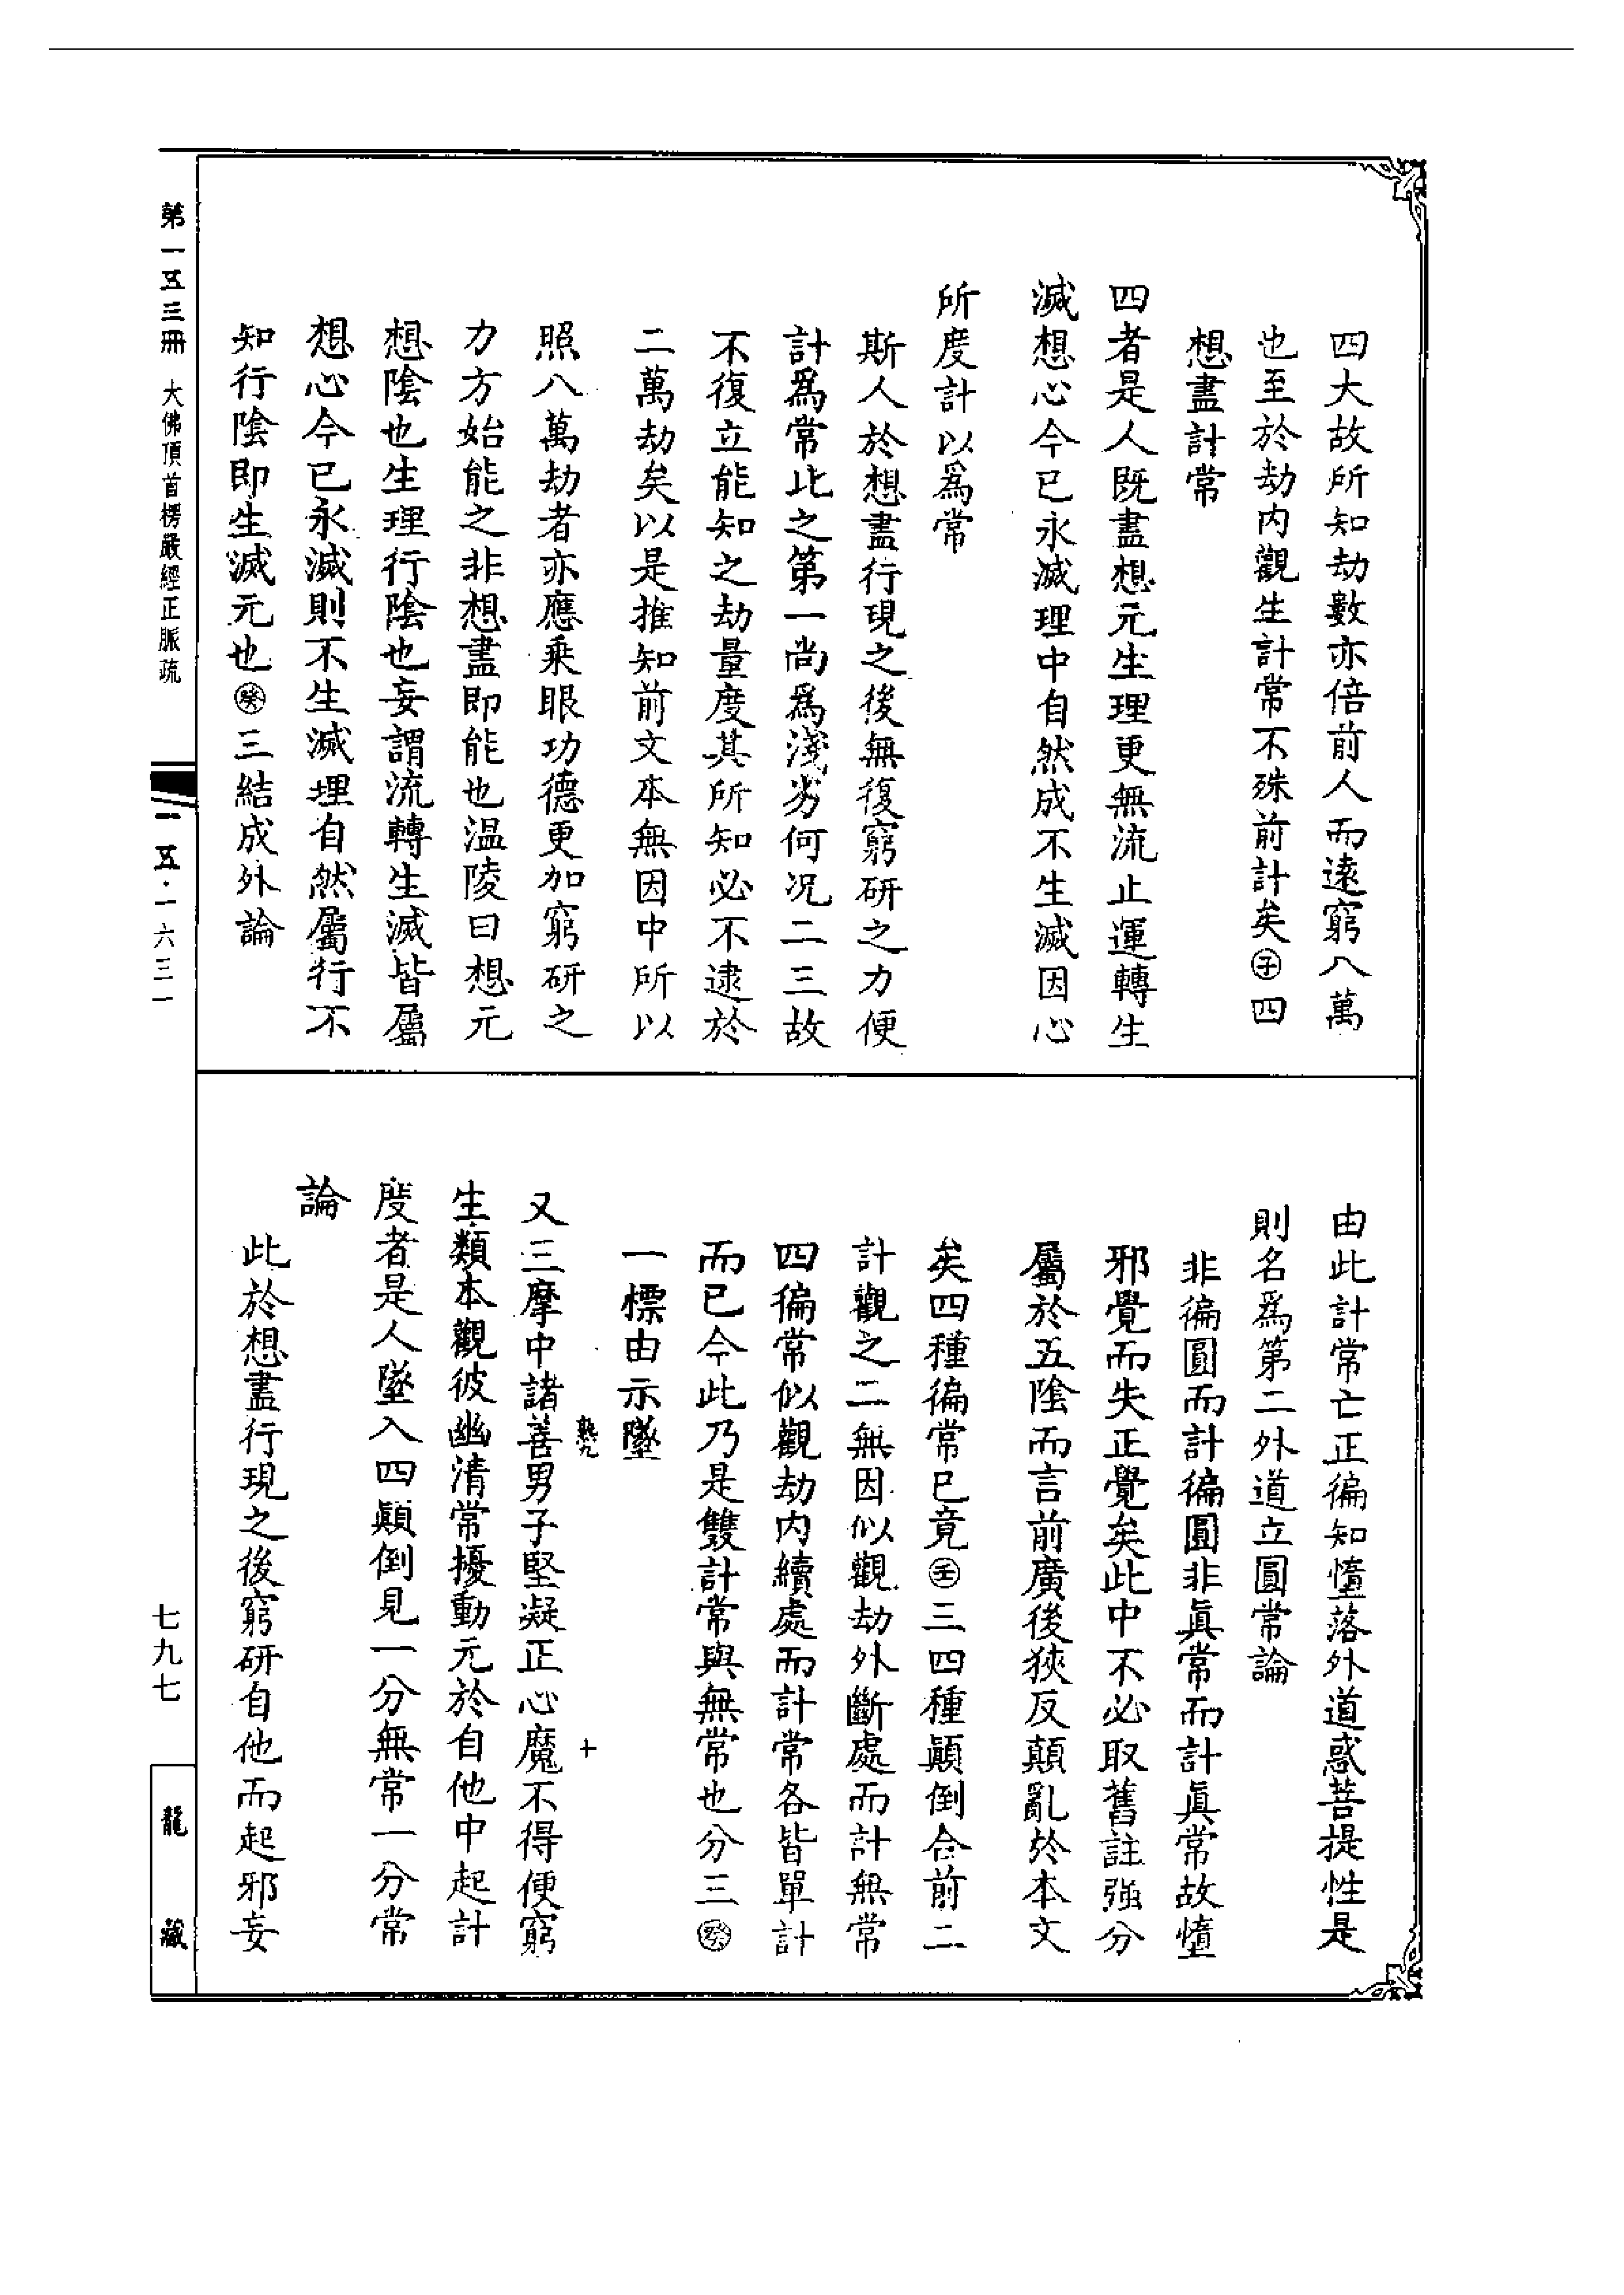 四大故所知劫數亦倍前人而遠窮八萬
也至於劫内觀生計常不殊前計矣㊉子四
想盡計常
四者是人既盡想元生理更無流止運轉生
滅想心今已永滅理中自然成不生滅因心
所度計以為常
斯人於想盡行現之後無復窮研之力便
計為常此之第一尚為淺劣何况二三故
不復立能知之劫量度其所知必不逮於
二萬劫矣以是推知前文本無因中所以
照八萬劫者亦應乘眼功德更加窮研之
力方始能之非想盡即能也温陵曰想元
想陰也生理行陰也妄謂流轉生滅皆屬
想心今已永滅則不生滅理自然屬行不
知行陰即生滅元也癸三結成外論
由此計常亡正徧知墮落外道惑菩提性是
則名為第二外道立圓常論
非徧圓而計徧圓非真常而計真常故墮
邪覺而失正覺矣此中不必取舊註強分
屬於五陰而言前廣後狹反顛亂於本文
矣四種徧常已竟壬三四種顛倒合前二
計觀之二無因似觀劫外斷處而計無常
四徧常似觀劫内續處而計常各皆單計
而已今此乃是雙計常與無常也分三癸
一標由示墜
又三摩中諸善男子堅凝正心魔不得便窮
生類本觀彼幽清常擾動元於自他中起計
度者是人墜入四顛倒見一分無常一分常
論
此於想盡行現之後窮研自他而起邪妄
第一五三冊 大佛頂首楞嚴經正脈疏
一五·一六三一
七九七
龍藏